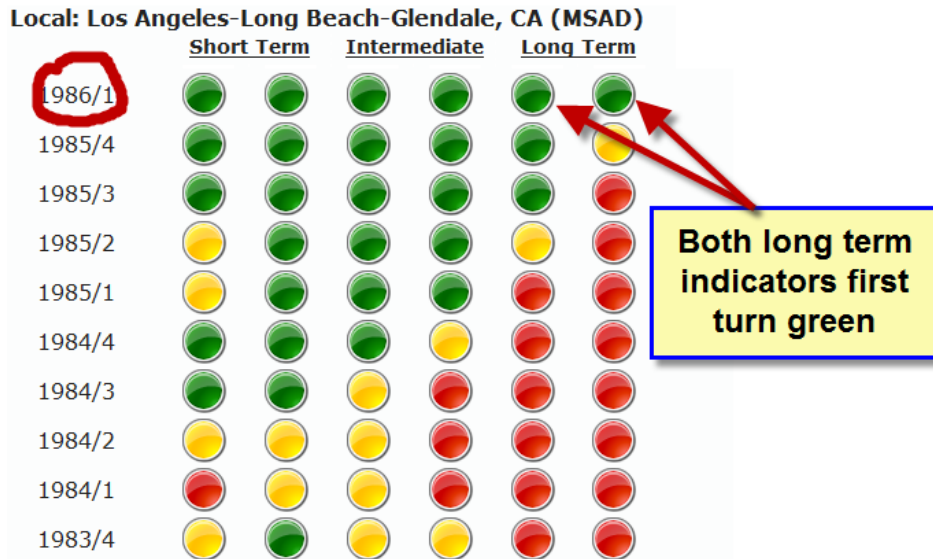 Local: Los Angeles-Long Beach-Glendale, CA (MSAD)
Short Term Intermediate Long Term
1986/1
1985/4
1985/3
1985/2
1985/1
1984/4
1984/3
1984/2
1984/1
1983/4
Both long term
indicators first
turn green